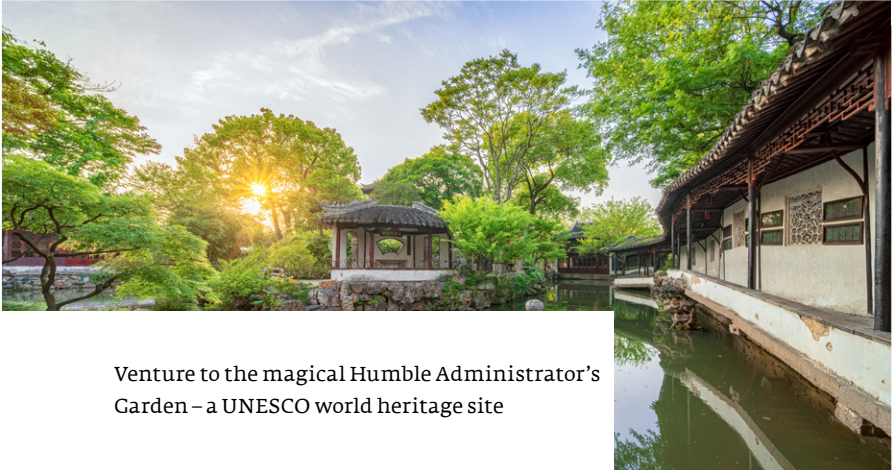 Venture to the magical Humble Administrator’s
Garden – a UNESCO world heritage site